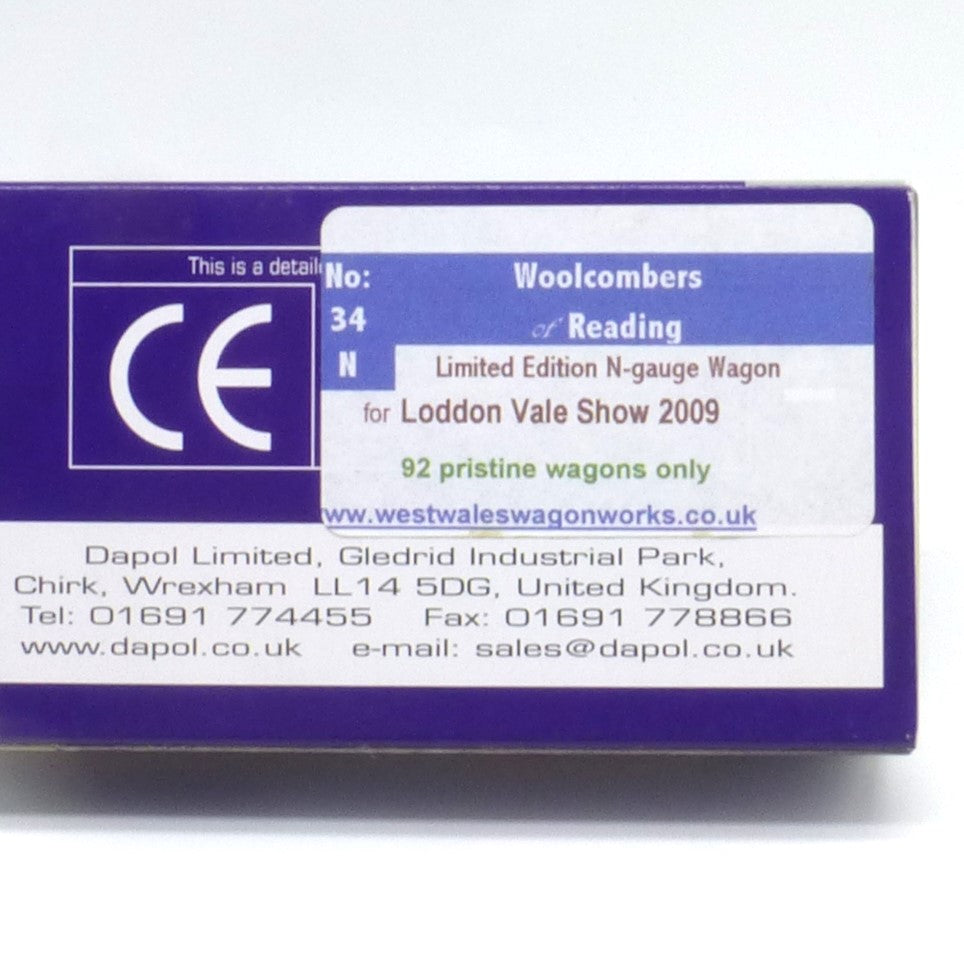 This is a detail
CE
No: Woolcombers
34 of Reading
N Limited Edition N-gauge Wagon
for Loddon Vale Show 2009
92 pristine wagons only
ww.westwaleswagonworks.co.uk
Dapol Limited, Gledrid Industrial Park,
Chirk, Wrexham LL14 5DG, United Kingdom.
Tel: 01691 774455 Fax: 01691 778866
www.dapol.co.uk e-mail: sales@dapol.co.uk